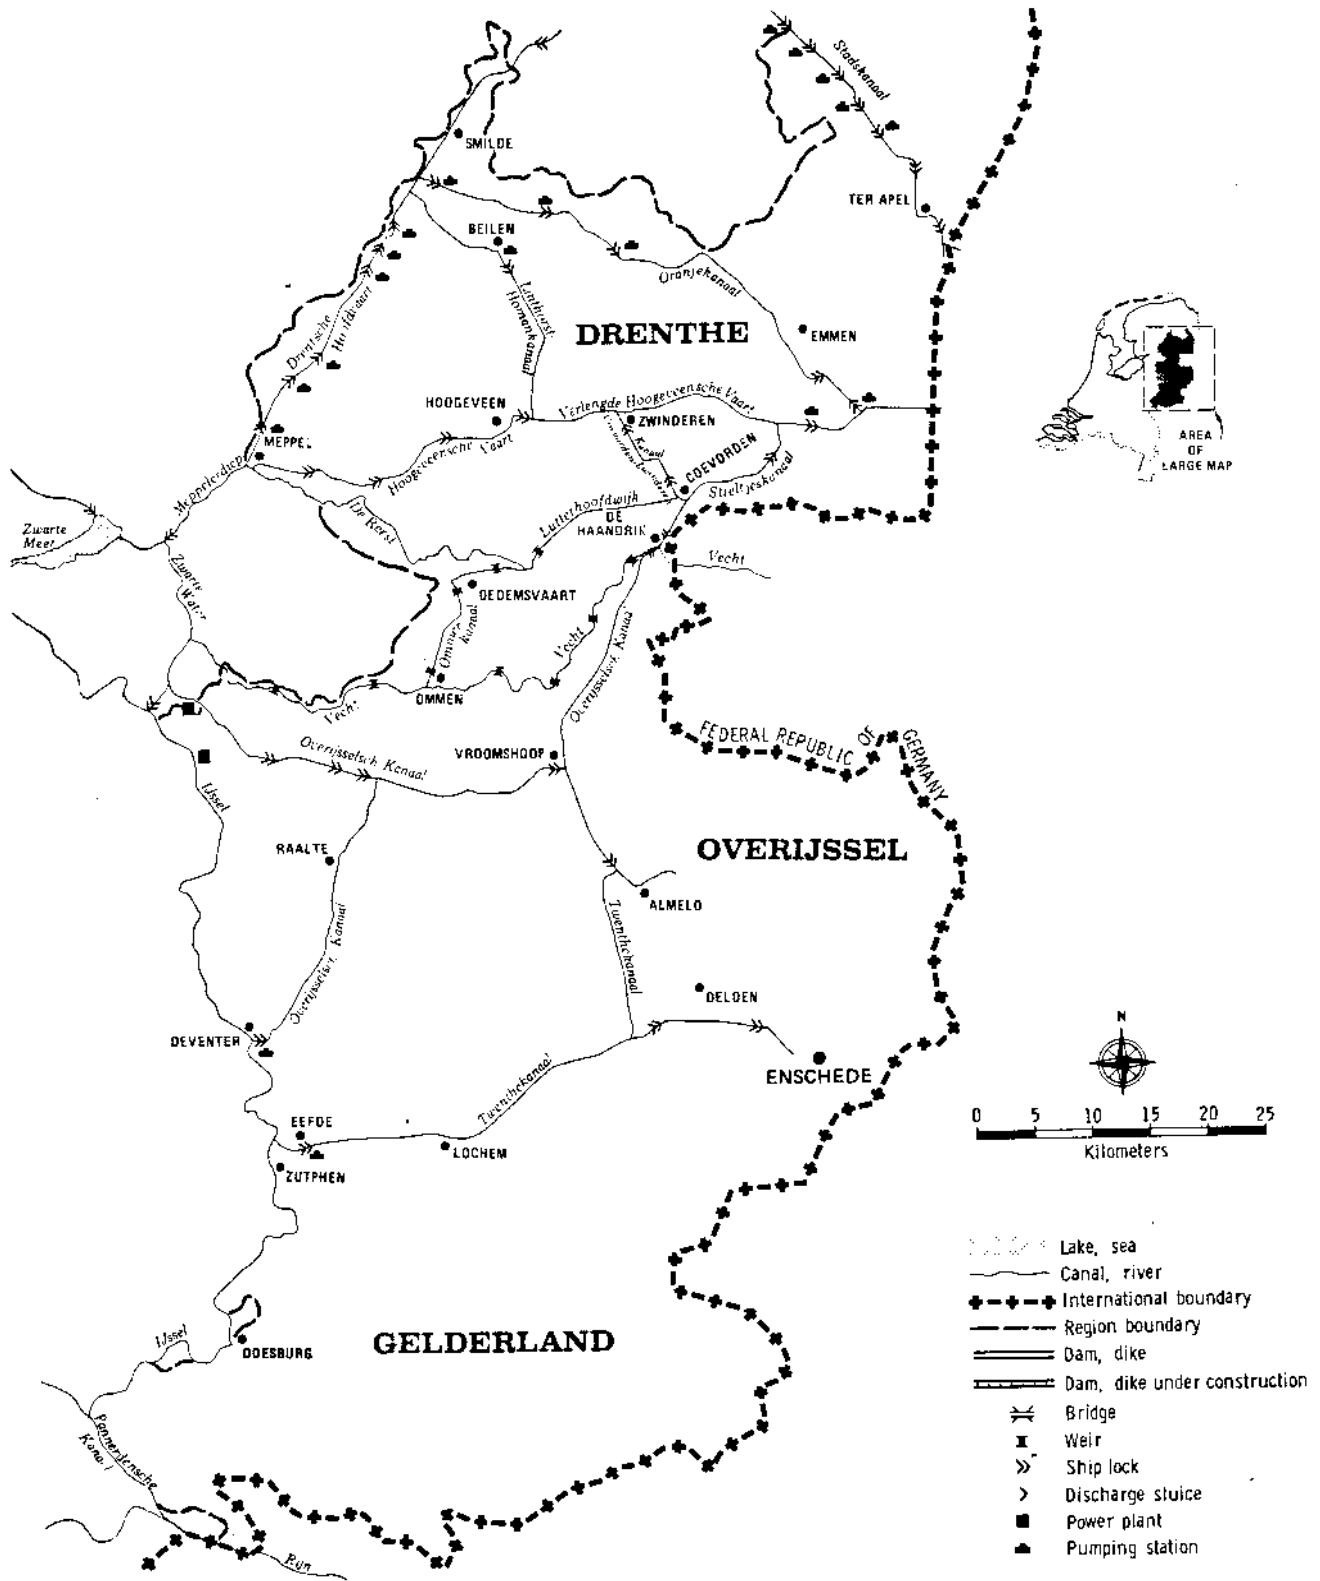 Stadskanaal
SMILDE
TER APEL
BEILEN
Oranjekanaal
Linthorst
Homankanaal
Drentsche
Hoofdvaart
DRENTHE
EMMEN
HOOGEVEEN
Verlengde Hoogeveensche Vaart
ZWINDEREN
MEPPEL
Hoogeveensche Vaart
Kanaal
COEVORDEN
AREA
OF
LARGE MAP
Meppelerdiep
Stieltjeskanaal
De Reest
Lutterhoofdwijk
DE
HAANDRIK
Zwarte
Meer
Vecht
Zwarte
Water
DEDEMSVAART
Ommer
kanaal
Vecht
Overijsselsch Kanaal
OMMEN
Vecht
FEDERAL REPUBLIC OF GERMANY
Overijsselsch Kanaal
VROOMSHOOP
IJssel
RAALTE
OVERIJSSEL
ALMELO
Overijsselsch Kanaal
Twenthekanaal
DELDEN
DEVENTER
N
ENSCHEDE
Twenthekanaal
0 5 10 15 20 25
Kilometers
EEFDE
LOCHEM
ZUTPHEN
Lake, sea
Canal, river
International boundary
Region boundary
Dam, dike
Dam, dike under construction
Bridge
Weir
Ship lock
Discharge sluice
Power plant
Pumping station
IJssel
DOESBURG
GELDERLAND
Pannerdensche
Kanaal
Rijn